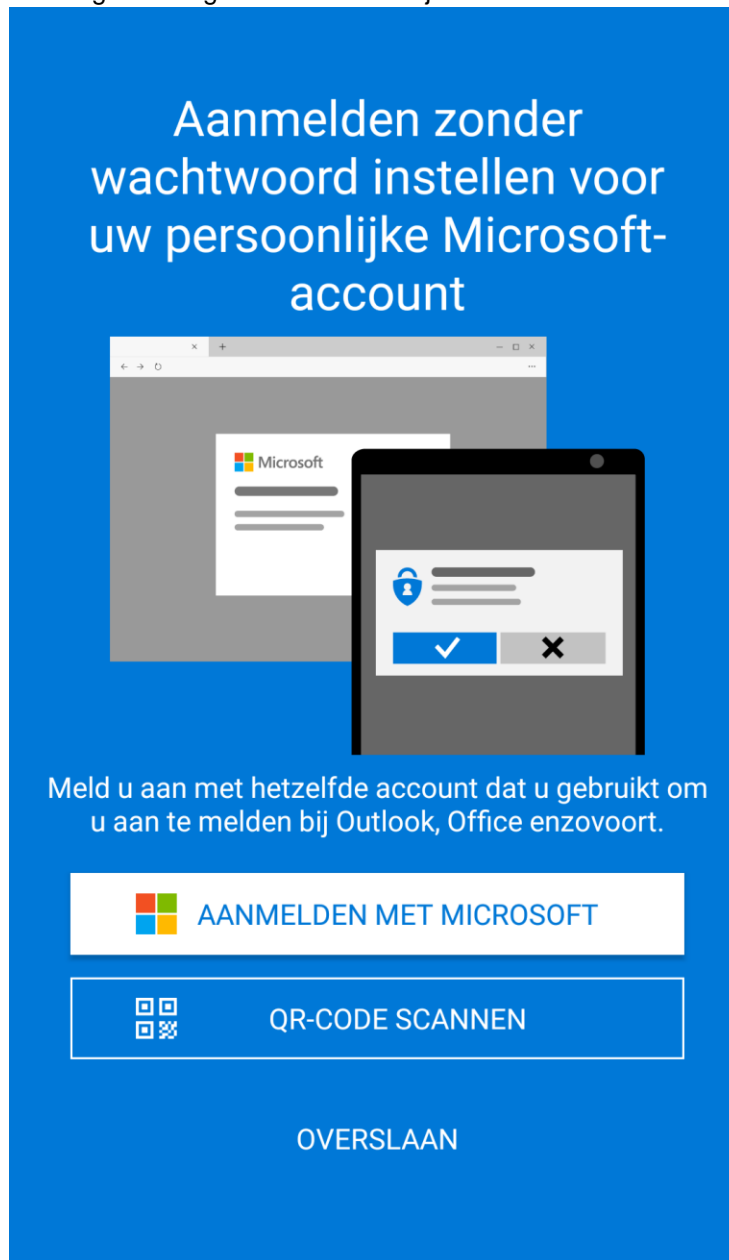 Aanmelden zonder
wachtwoord instellen voor
uw persoonlijke Microsoft-
account
Microsoft
Meld u aan met hetzelfde account dat u gebruikt om
u aan te melden bij Outlook, Office enzovoort.
AANMELDEN MET MICROSOFT
QR-CODE SCANNEN
OVERSLAAN